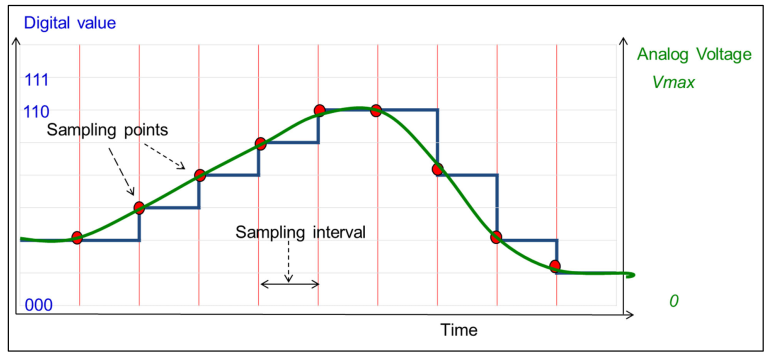 Digital value
Analog Voltage
Vmax
111
110
Sampling points
Sampling interval
000
0
Time